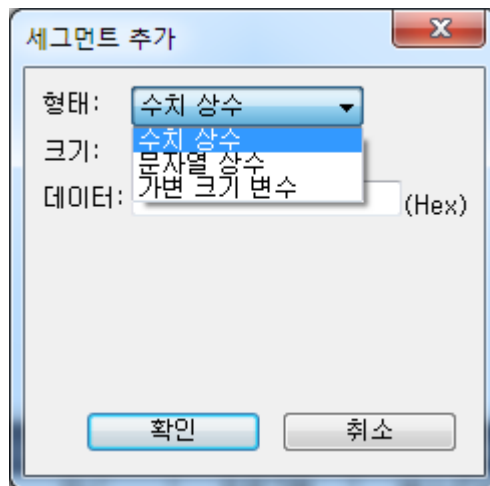 세그먼트 추가
형태: 수치 상수
수치 상수
크기:
문자열 상수
가변 크기 변수
데이터: (Hex)
확인 취소